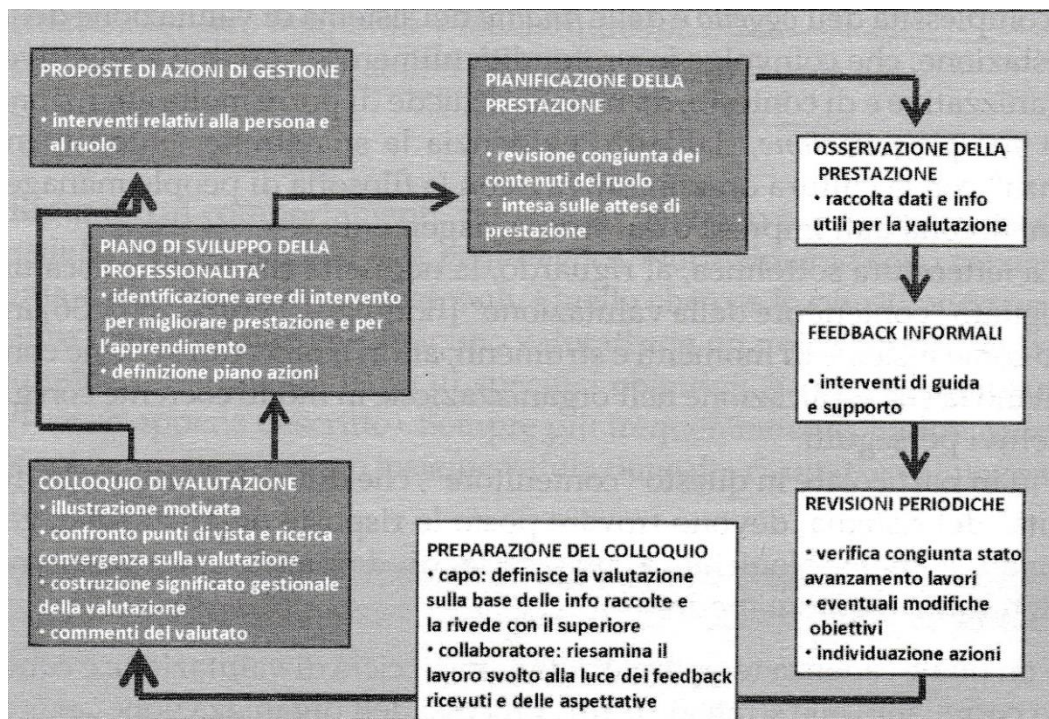 PROPOSTE DI AZIONI DI GESTIONE
• interventi relativi alla persona e
al ruolo
PIANIFICAZIONE DELLA
PRESTAZIONE
• revisione congiunta dei
contenuti del ruolo
• intesa sulle attese di
prestazione
OSSERVAZIONE DELLA
PRESTAZIONE
• raccolta dati e info
utili per la valutazione
PIANO DI SVILUPPO DELLA
PROFESSIONALITA'
• identificazione aree di intervento
per migliorare prestazione e per
l'apprendimento
• definizione piano azioni
FEEDBACK INFORMALI
• interventi di guida
e supporto
COLLOQUIO DI VALUTAZIONE
• illustrazione motivata
• confronto punti di vista e ricerca
convergenza sulla valutazione
• costruzione significato gestionale
della valutazione
• commenti del valutato
PREPARAZIONE DEL COLLOQUIO
• capo: definisce la valutazione
sulla base delle info raccolte e
la rivede con il superiore
• collaboratore: riesamina il
lavoro svolto alla luce dei feedback
ricevuti e delle aspettative
REVISIONI PERIODICHE
• verifica congiunta stato
avanzamento lavori
• eventuali modifiche
obiettivi
• individuazione azioni